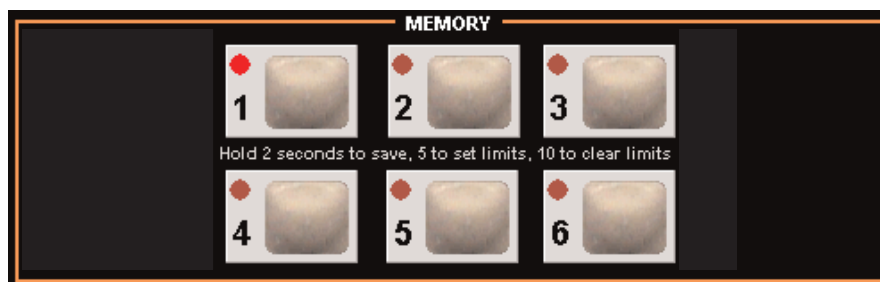 MEMORY
1 2 3
Hold 2 seconds to save, 5 to set limits, 10 to clear limits
4 5 6